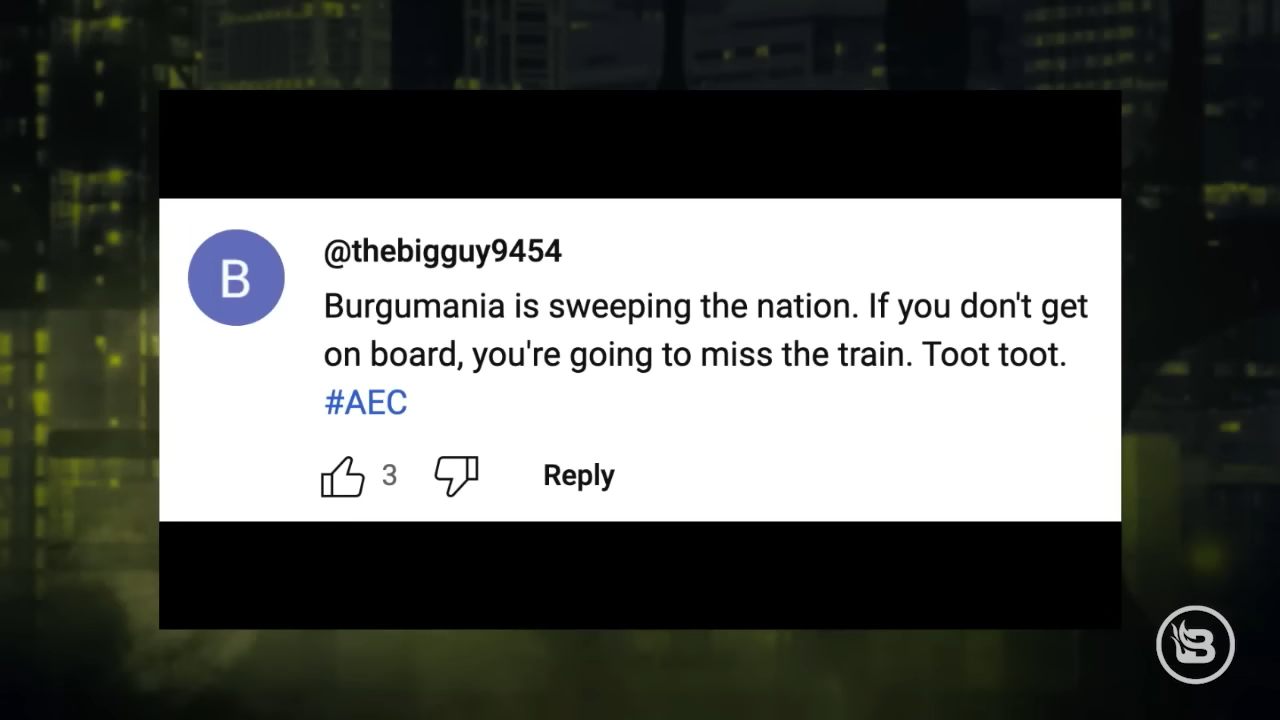 B
@thebigguy9454
Burgumania is sweeping the nation. If you don't get
on board, you're going to miss the train. Toot toot.
#AEC
3
Reply
B